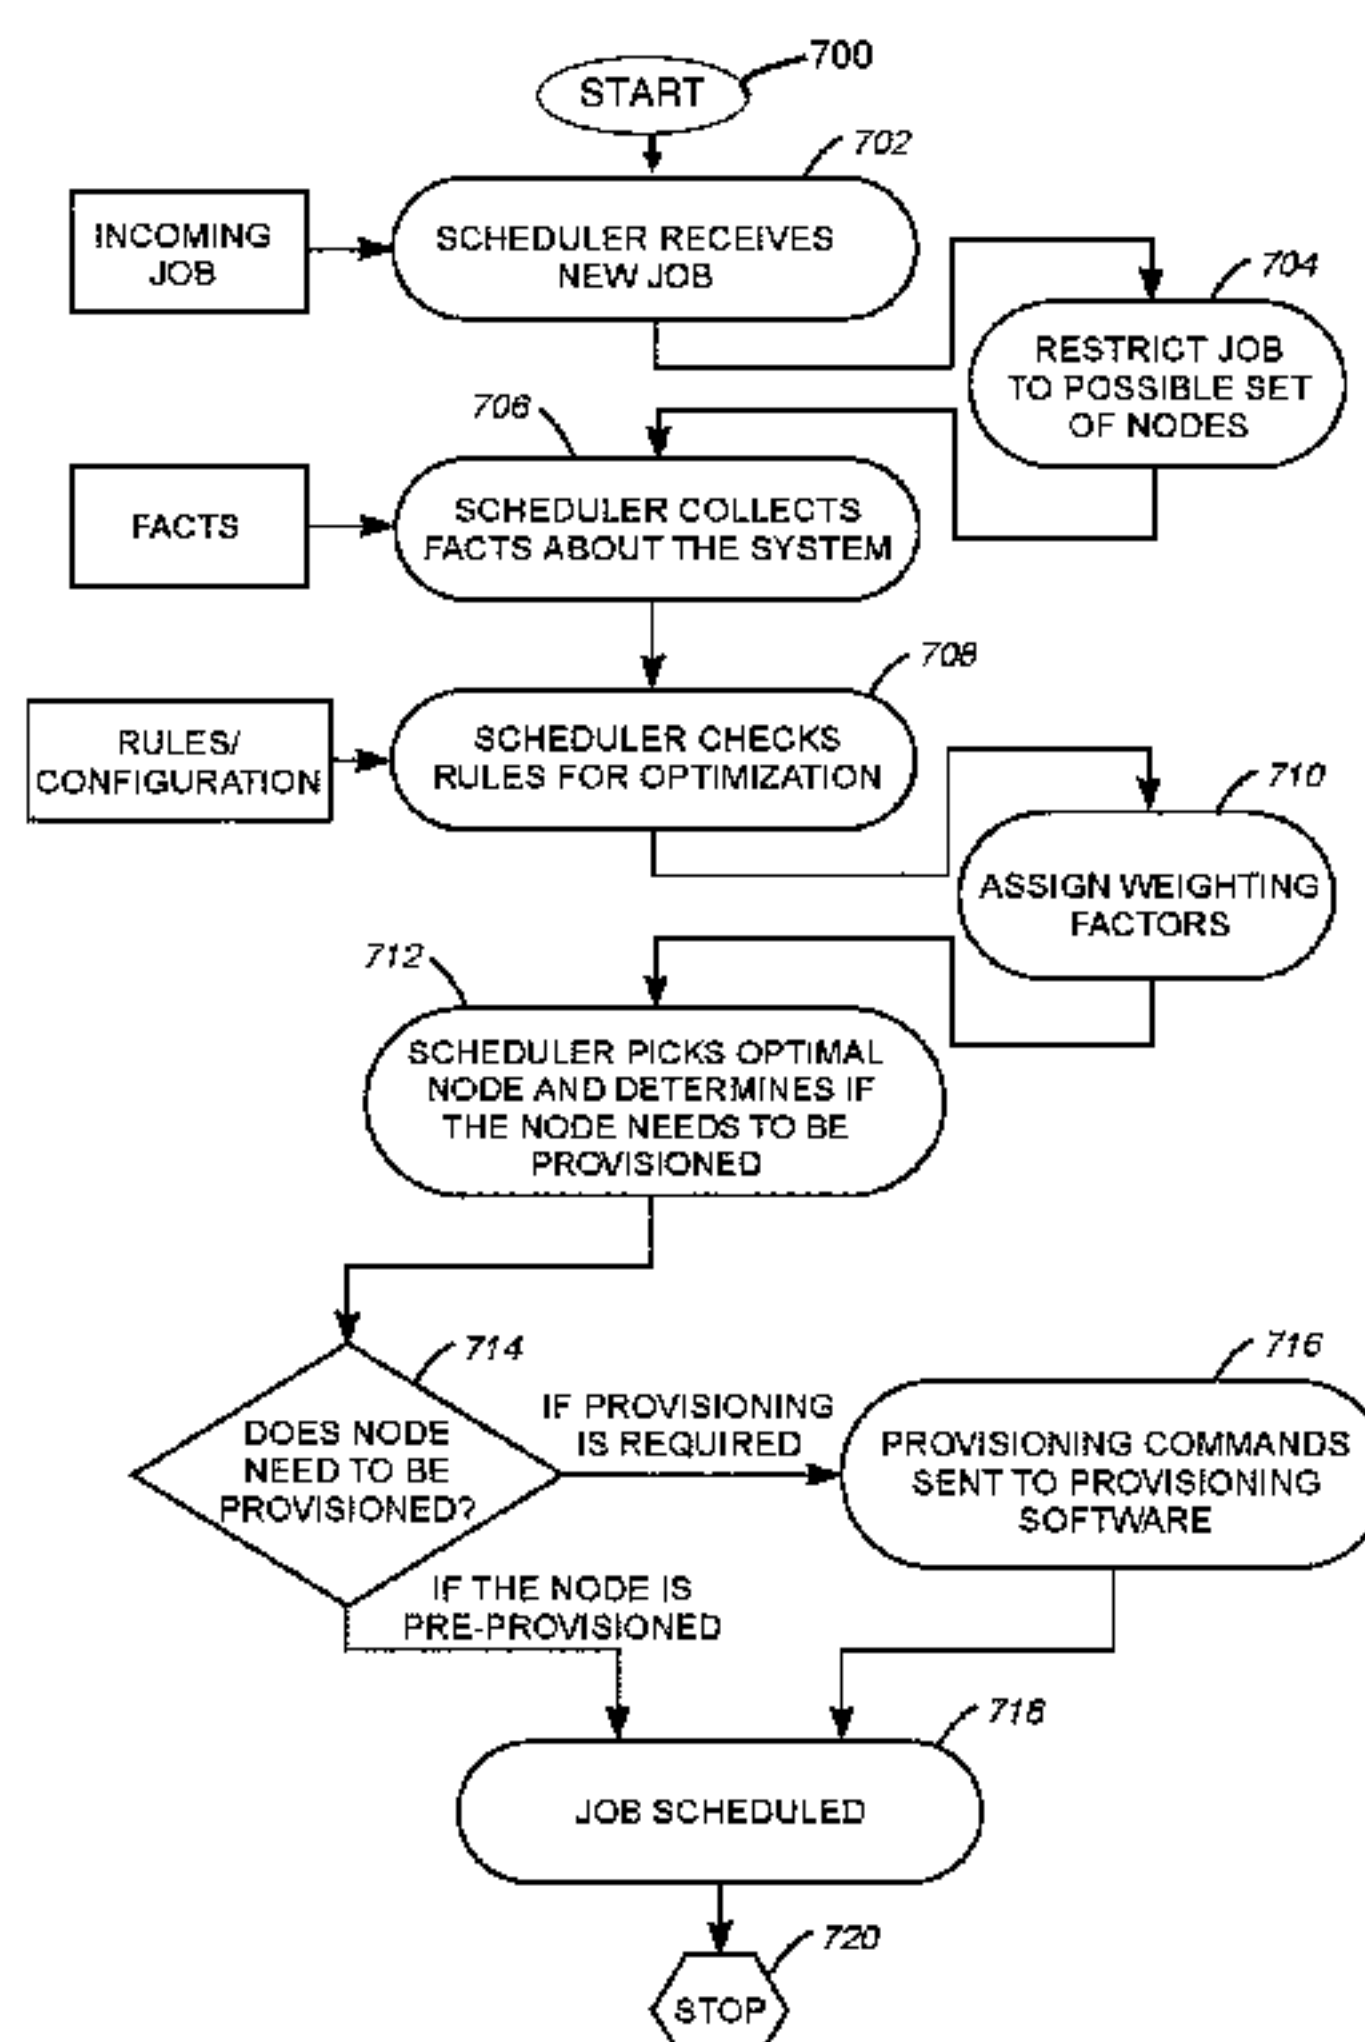 START
700
702
INCOMING
JOB
SCHEDULER RECEIVES
NEW JOB
704
RESTRICT JOB
TO POSSIBLE SET
OF NODES
706
FACTS
SCHEDULER COLLECTS
FACTS ABOUT THE SYSTEM
708
RULES/
CONFIGURATION
SCHEDULER CHECKS
RULES FOR OPTIMIZATION
710
ASSIGN WEIGHTING
FACTORS
712
SCHEDULER PICKS OPTIMAL
NODE AND DETERMINES IF
THE NODE NEEDS TO BE
PROVISIONED
714
DOES NODE
NEED TO BE
PROVISIONED?
IF PROVISIONING
IS REQUIRED
716
PROVISIONING COMMANDS
SENT TO PROVISIONING
SOFTWARE
IF THE NODE IS
PRE-PROVISIONED
718
JOB SCHEDULED
720
STOP